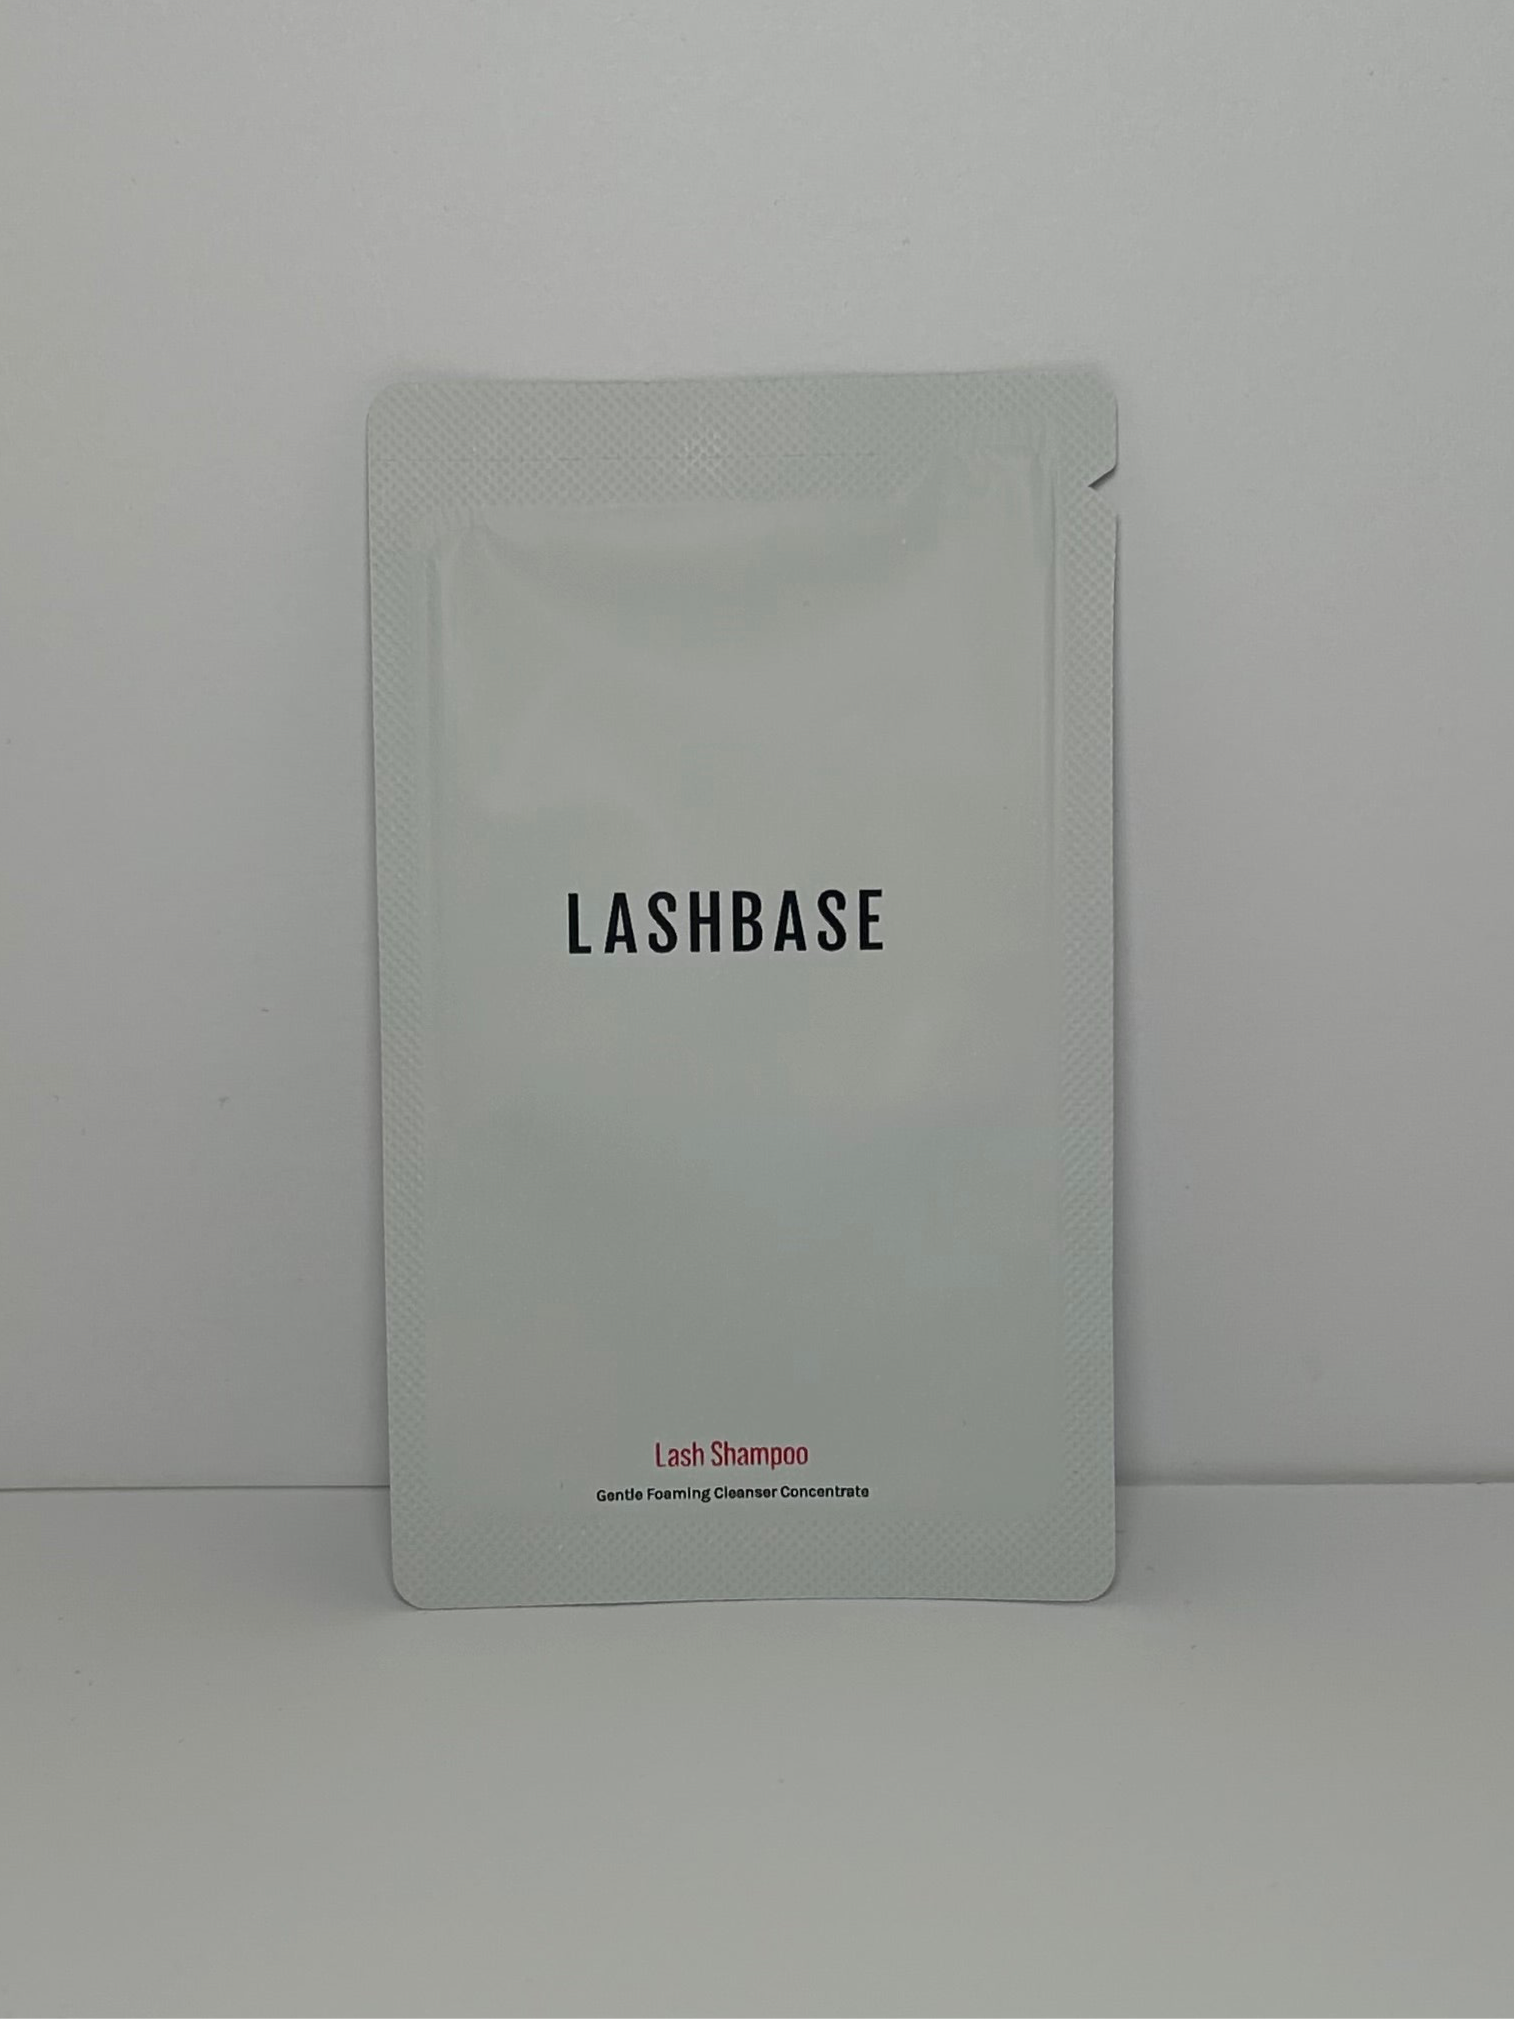 LASHBASE
Lash Shampoo
Gentle Foaming Cleanser Concentrate